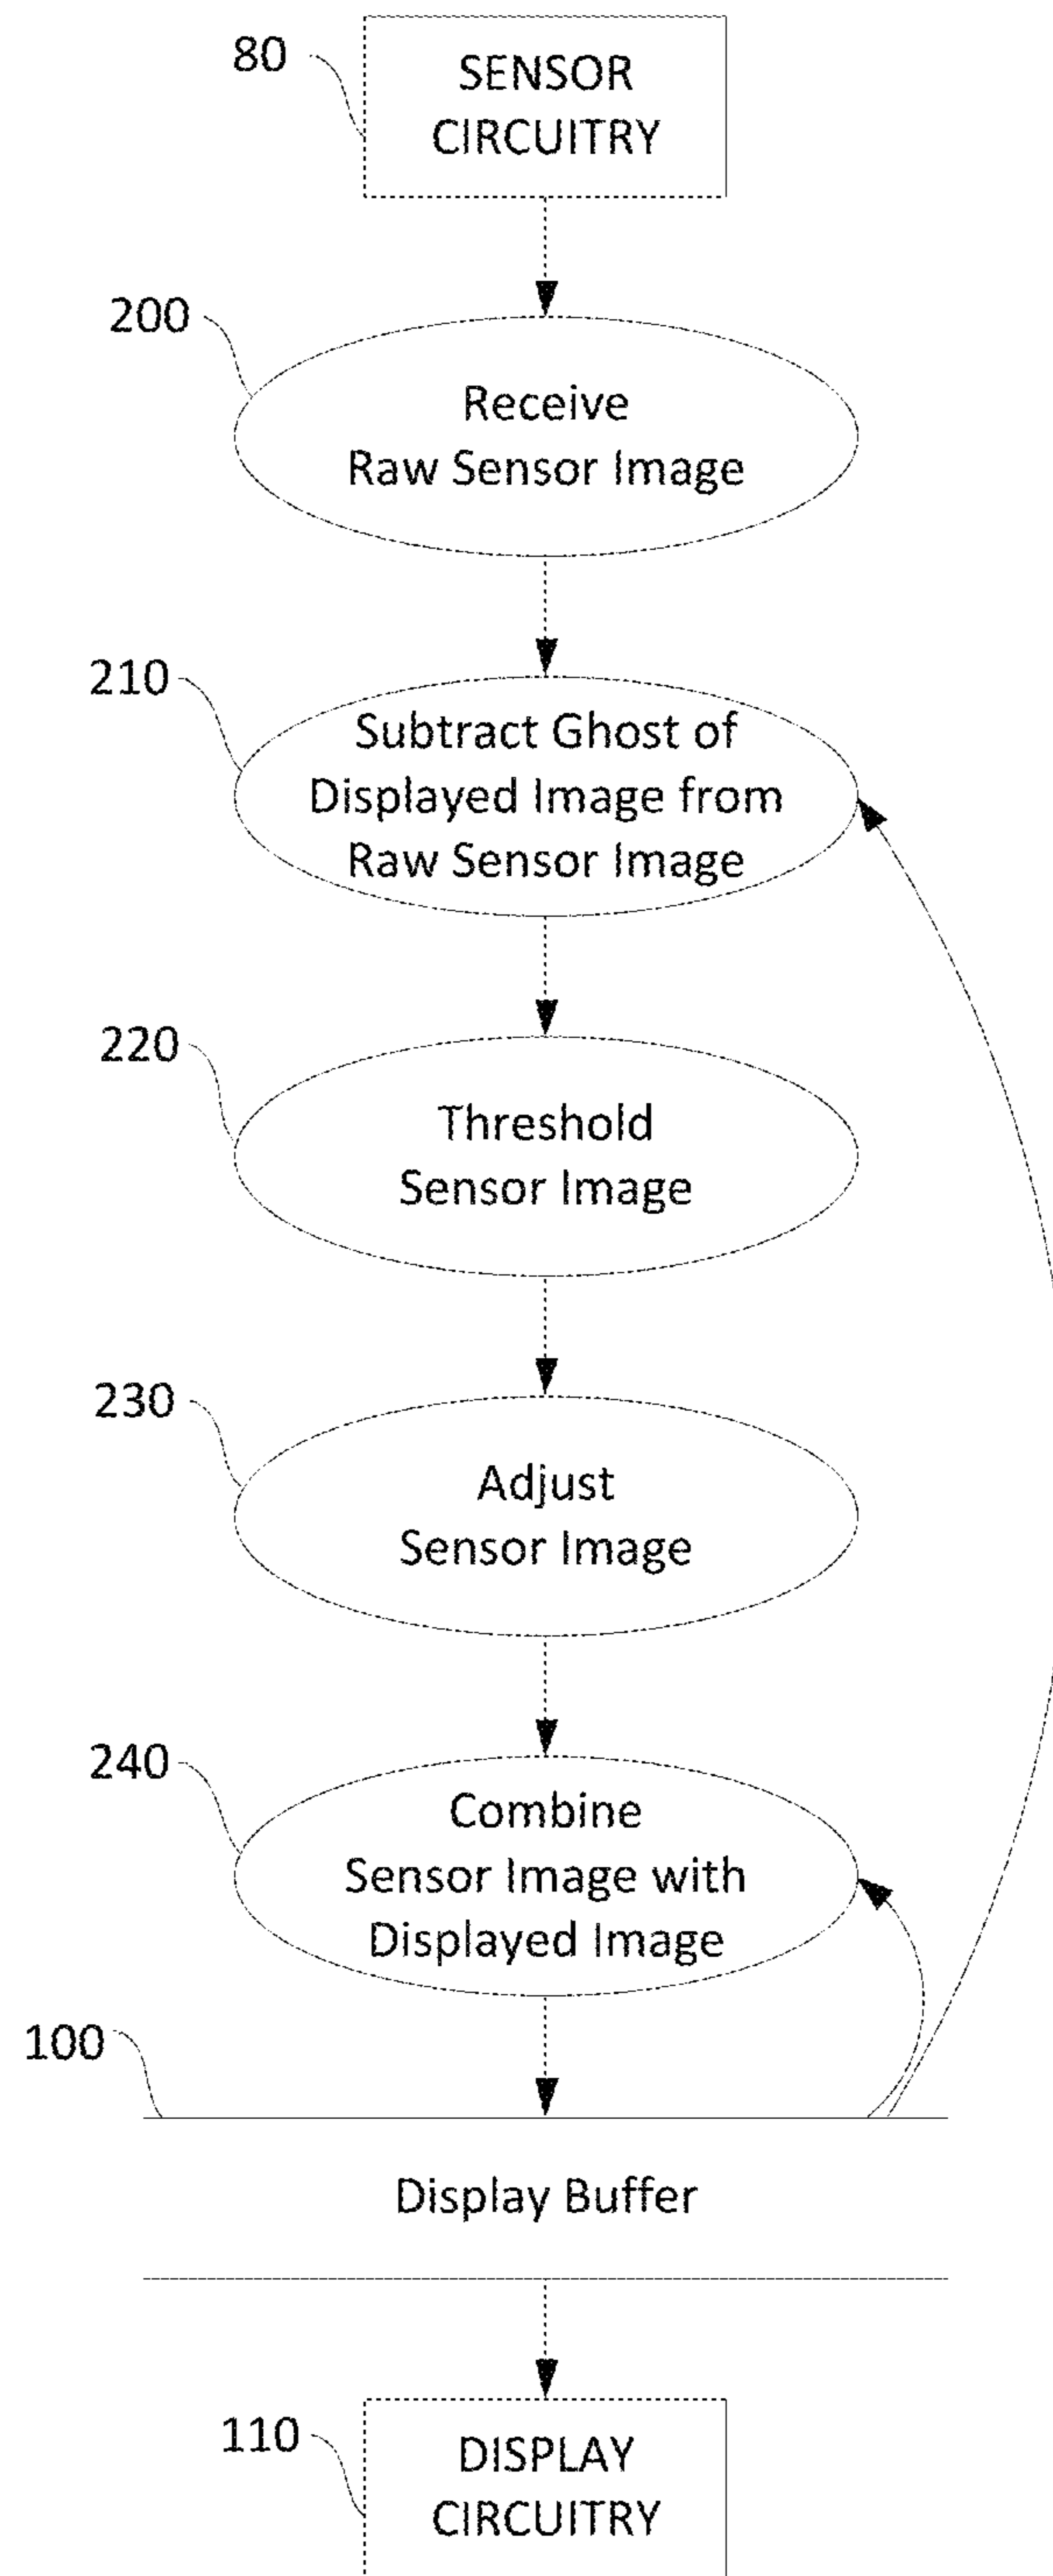 80
SENSOR
CIRCUITRY
200
Receive
Raw Sensor Image
210
Subtract Ghost of
Displayed Image from
Raw Sensor Image
220
Threshold
Sensor Image
230
Adjust
Sensor Image
240
Combine
Sensor Image with
Displayed Image
100
Display Buffer
110
DISPLAY
CIRCUITRY